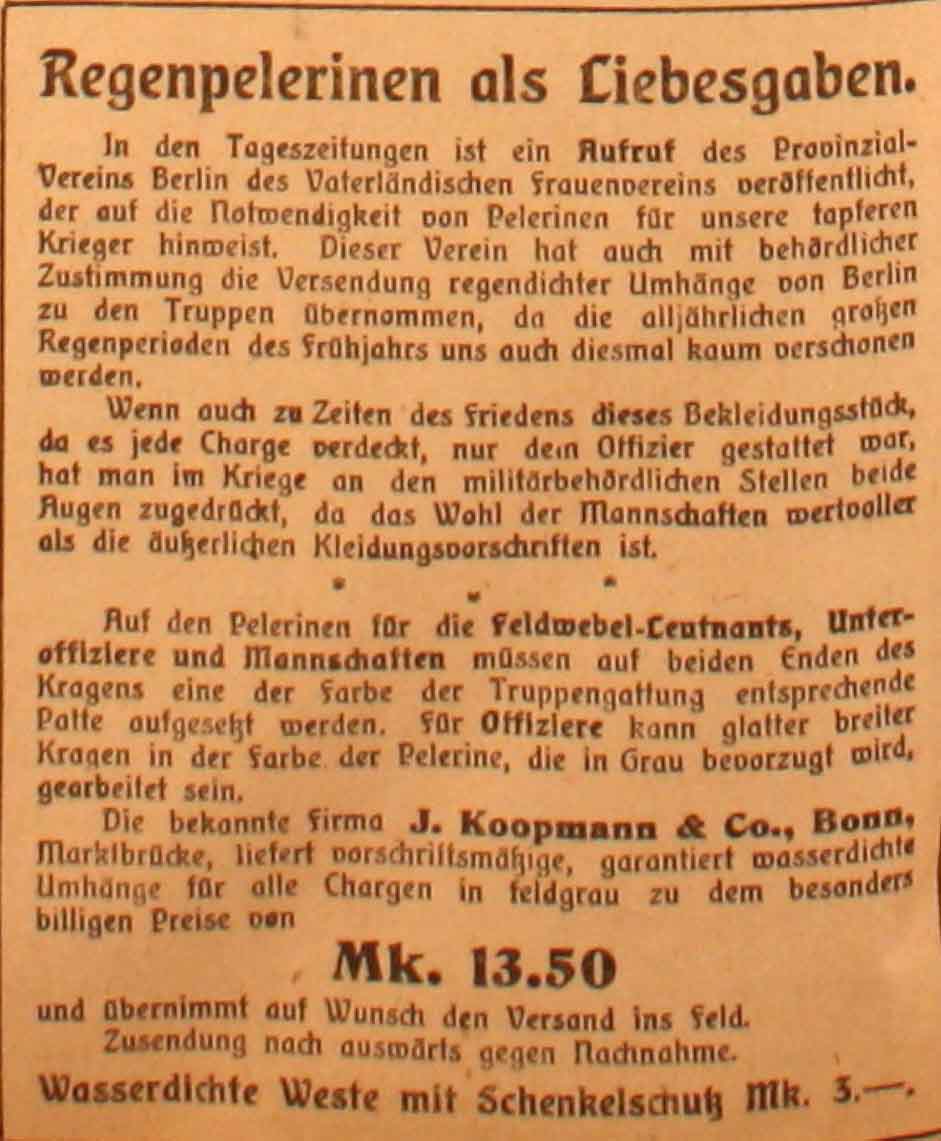 Regenpelerinen als Liebesgaben.
In den Tageszeitungen ist ein Aufruf des Provinzial-
Vereins Berlin des Vaterländischen Frauenvereins veröffentlicht,
der auf die Notwendigkeit von Pelerinen für unsere tapferen
Krieger hinweist. Dieser Verein hat auch mit behördlicher
Zustimmung die Versendung regendichter Umhänge von Berlin
zu den Truppen übernommen, da die alljährlichen großen
Regenperioden des Frühjahrs uns auch diesmal kaum verschonen
werden.
Wenn auch zu Zeiten des Friedens dieses Bekleidungsstück,
da es jede Charge verdeckt, nur dem Offizier gestattet war,
hat man im Kriege an den militärbehördlichen Stellen beide
Augen zugedrückt, da das Wohl der Mannschaften wertvoller
als die äußerlichen Kleidungsvorschriften ist.
* * *
Auf den Pelerinen für die Feldwebel-Leutnants, Unter-
offiziere und Mannschaften müssen auf beiden Enden des
Kragens eine der Farbe der Truppengattung entsprechende
Patte aufgesetzt werden. Für Offiziere kann glatter breiter
Kragen in der Farbe der Pelerine, die in Grau bevorzugt wird,
gearbeitet sein.
Die bekannte Firma J. Koopmann & Co., Bonn,
Marktbrücke, liefert vorschriftsmäßige, garantiert wasserdichte
Umhänge für alle Chargen in feldgrau zu dem besonders
billigen Preise von
Mk. 13.50
und übernimmt auf Wunsch den Versand ins Feld.
Zusendung nach auswärts gegen Nachnahme.
Wasserdichte Weste mit Schenkelschutz Mk. 3.—.